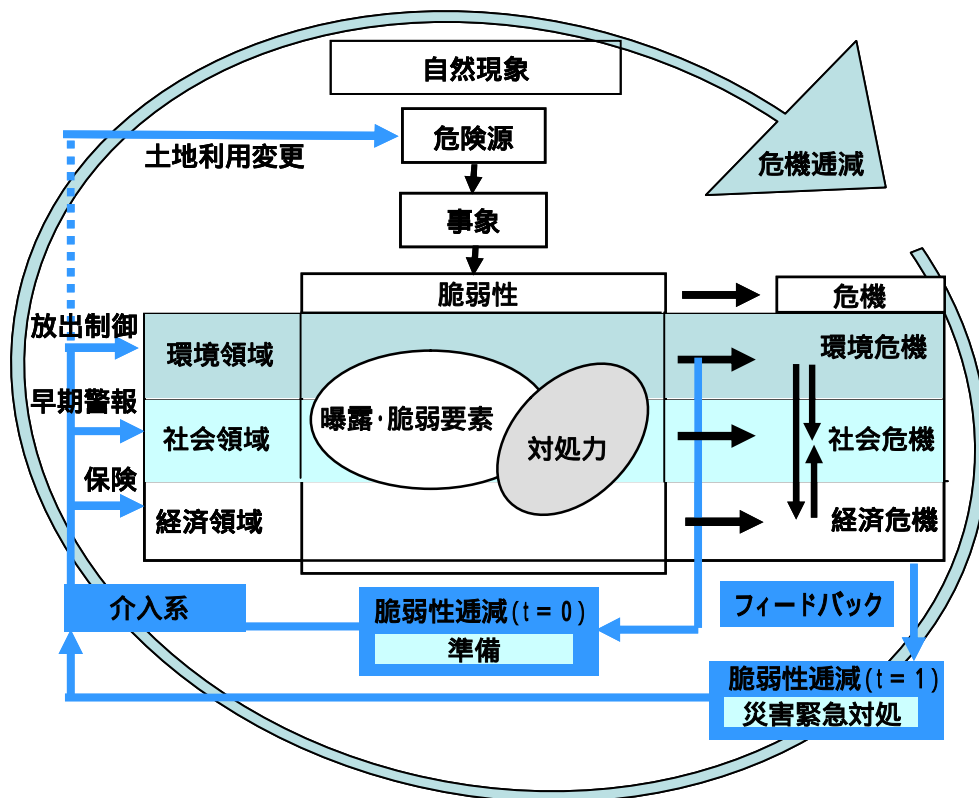 自然現象
危険源
土地利用変更
危機逓減
事象
脆弱性
危機
放出制御
環境領域
環境危機
早期警報
曝露･脆弱要素
社会領域
対処力
社会危機
保険
経済領域
経済危機
介入系
脆弱性逓減(t=0)
準備
フィードバック
脆弱性逓減(t=1)
災害緊急対処